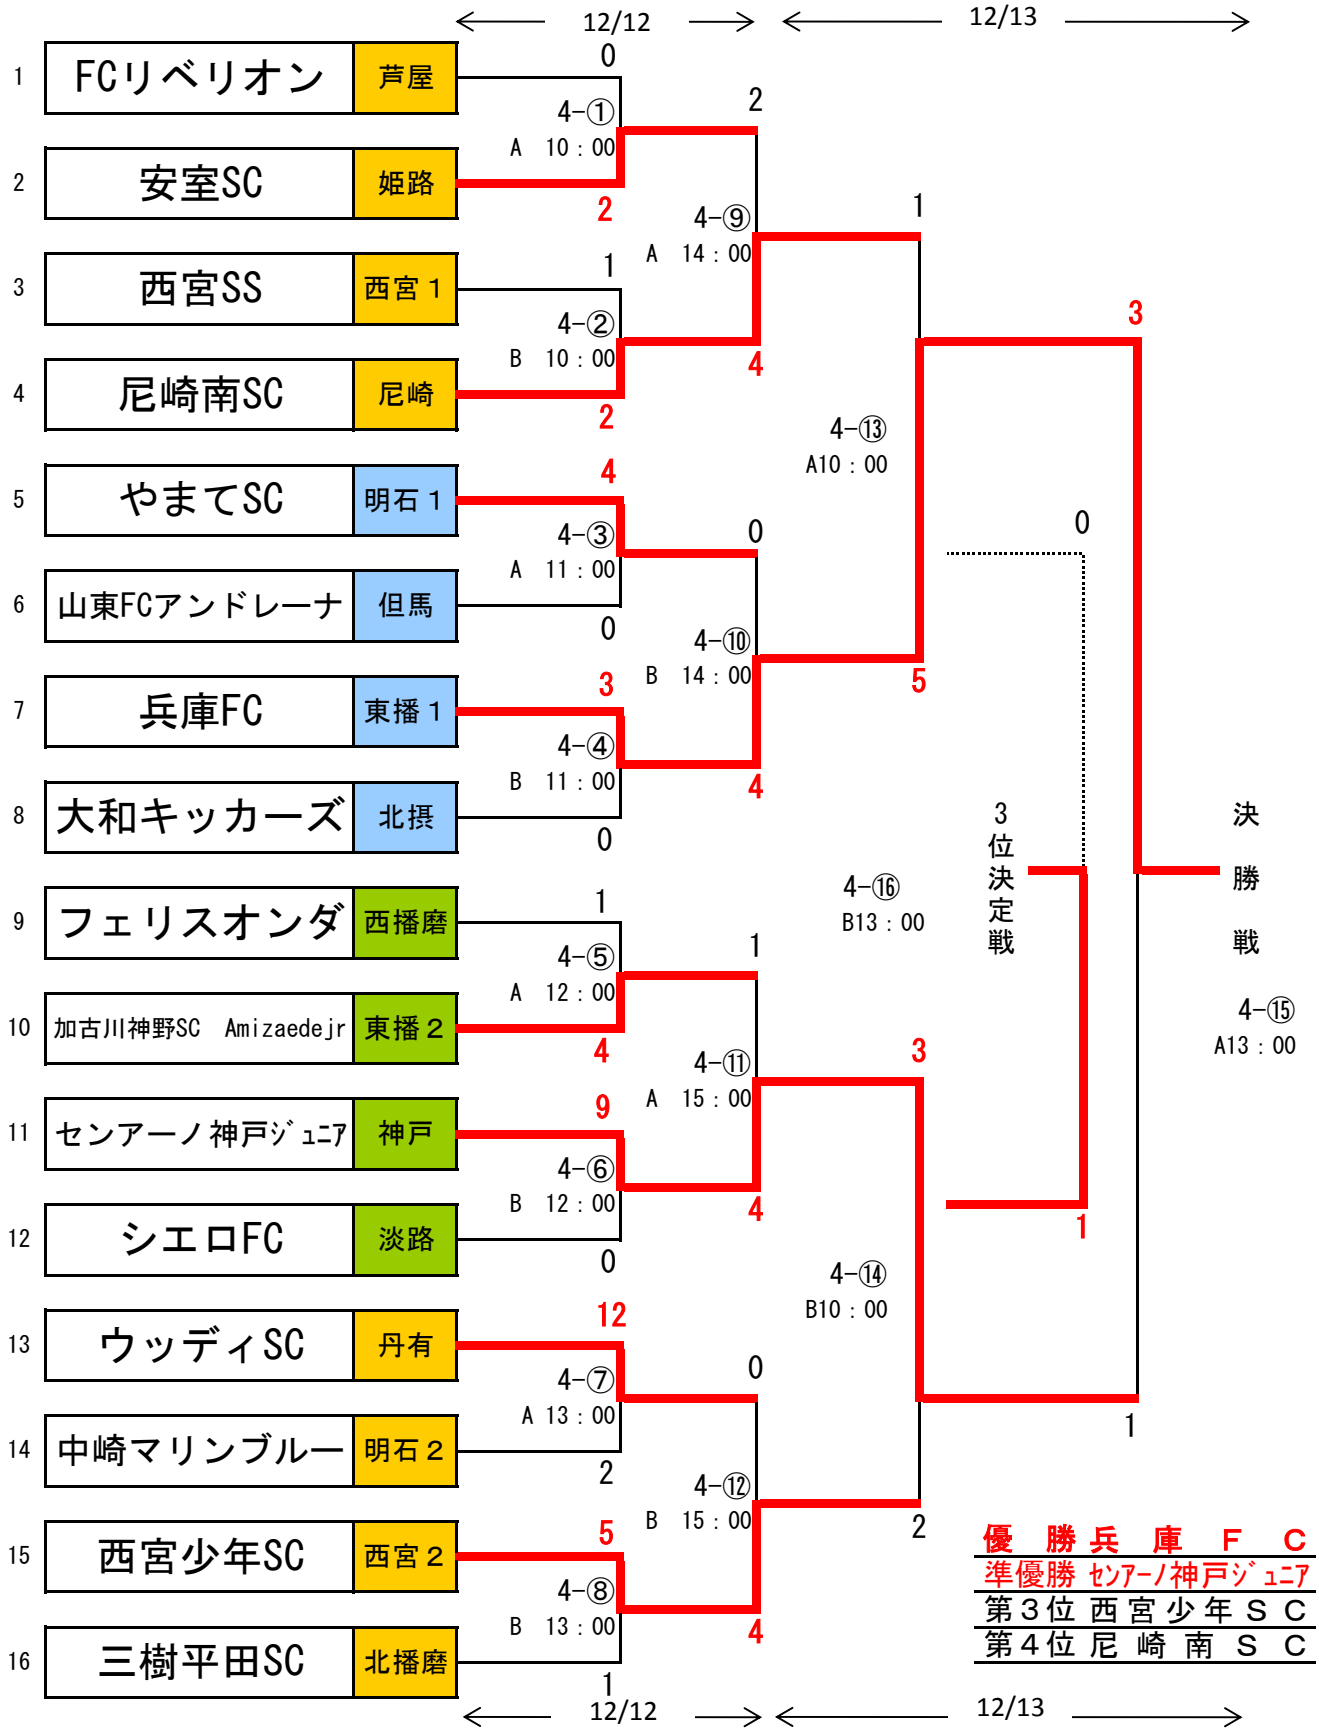 12/12
12/13
1 FCリベリオン 芦屋
0
4-①
A 10：00
2 安室SC 姫路
2
2
4-⑨
A 14：00
3 西宮SS 西宮１
1
4-②
B 10：00
4 尼崎南SC 尼崎
2
4
1
4-⑬
A10：00
5 やまてSC 明石１
4
4-③
A 11：00
6 山東FCアンドレーナ 但馬
0
0
4-⑩
B 14：00
7 兵庫FC 東播１
3
4-④
B 11：00
8 大和キッカーズ 北摂
0
4
5
3
0
3位決定戦
4-⑯
B13：00
決勝戦
4-⑮
A13：00
9 フェリスオンダ 西播磨
1
4-⑤
A 12：00
10 加古川神野SC Amizaedejr 東播２
4
1
4-⑪
A 15：00
11 センアーノ神戸ｼﾞｭﾆｱ 神戸
9
4-⑥
B 12：00
12 シエロFC 淡路
0
4
3
1
4-⑭
B10：00
13 ウッディSC 丹有
12
4-⑦
A 13：00
14 中崎マリンブルー 明石２
2
0
4-⑫
B 15：00
15 西宮少年SC 西宮２
5
4-⑧
B 13：00
16 三樹平田SC 北播磨
1
4
2
1
優勝 兵庫ＦＣ
準優勝 ｾﾝｱｰﾉ神戸ｼﾞｭﾆｱ
第３位 西宮少年ＳＣ
第４位 尼崎南ＳＣ
12/12
12/13